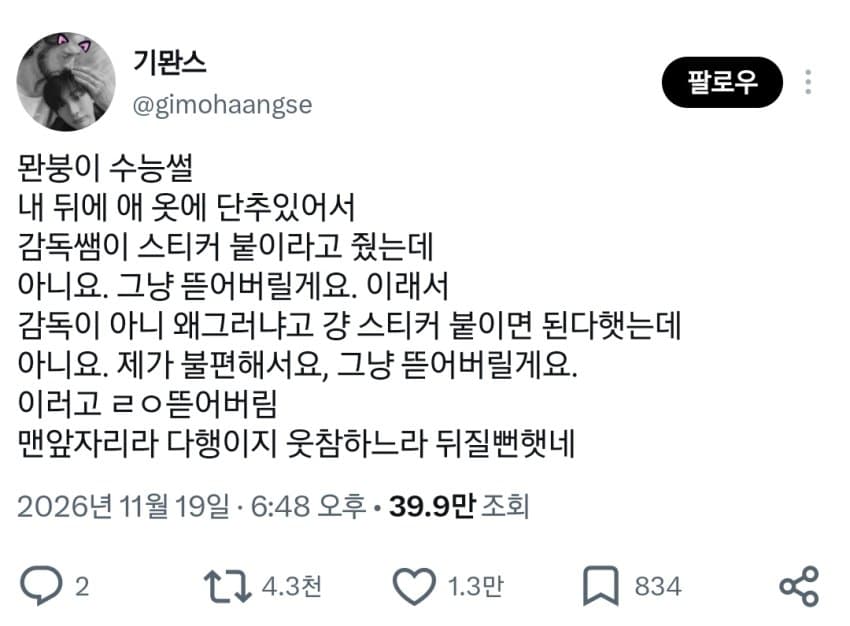 기뫈스
@gimohaangse
팔로우
뫈붕이 수능썰
내 뒤에 애 옷에 단추있어서
감독쌤이 스티커 붙이라고 줬는데
아니요. 그냥 뜯어버릴게요. 이래서
감독이 아니 왜그러냐고 걍 스티커 붙이면 된다햇는데
아니요. 제가 불편해서요, 그냥 뜯어버릴게요.
이러고 ㄹㅇ뜯어버림
맨앞자리라 다행이지 웃참하느라 뒤질뻔햇네
2026년 11월 19일 · 6:48 오후 · 39.9만 조회
2 4.3천 1.3만 834